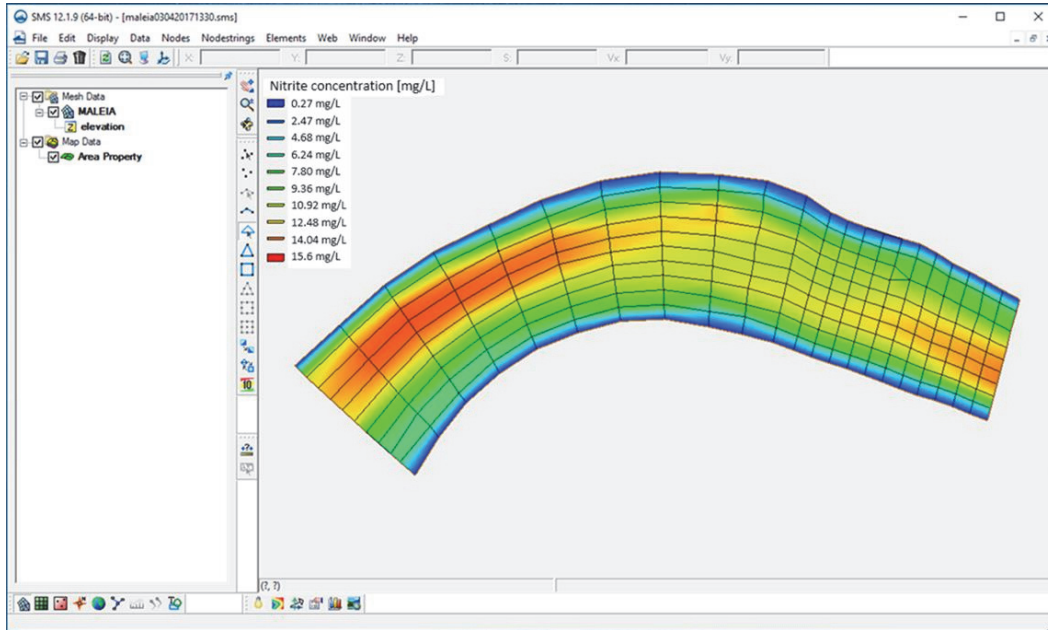 SMS 12.1.9 (64-bit) - [maleia030420171330.sms]
File Edit Display Data Nodes Nodestrings Elements Web Window Help
X: Y: Z: S: Vx: Vy:
Mesh Data
MALEIA
elevation
Map Data
Area Property
Nitrite concentration [mg/L]
0.27 mg/L
2.47 mg/L
4.68 mg/L
6.24 mg/L
7.80 mg/L
9.36 mg/L
10.92 mg/L
12.48 mg/L
14.04 mg/L
15.6 mg/L
10
(?, ?)